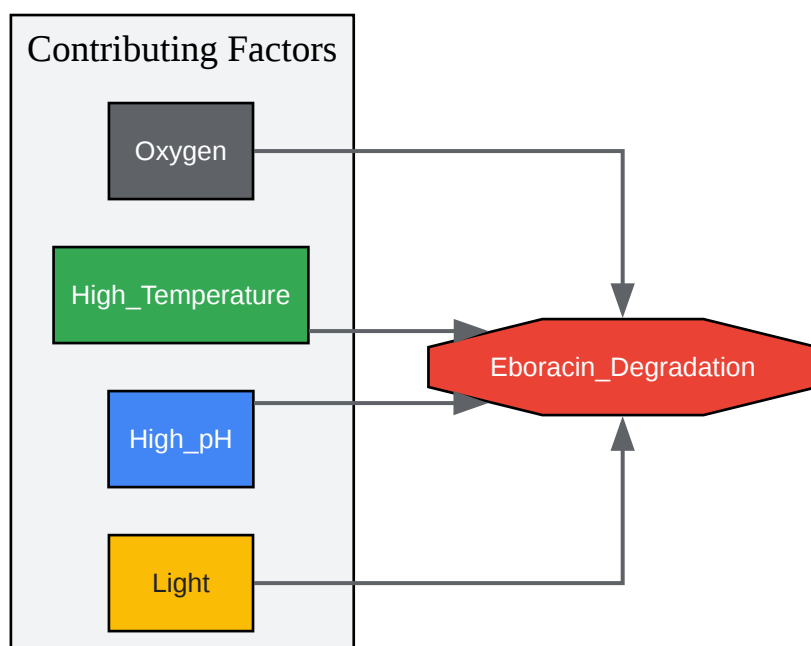 Contributing Factors
Oxygen
High_Temperature
Eboracin_Degradation
High_pH
Light